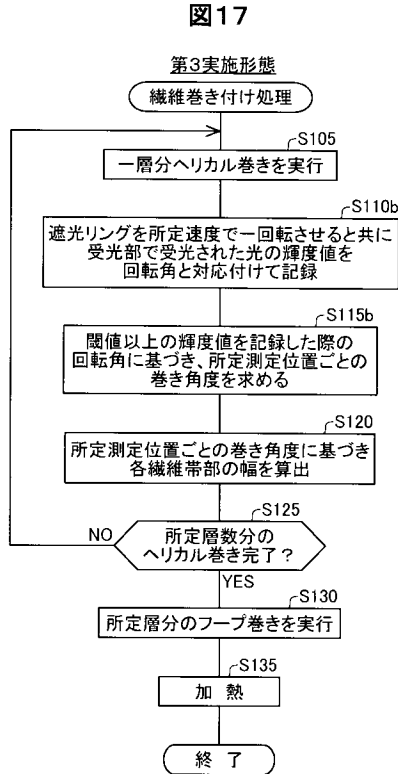 図17
第3実施形態
繊維巻き付け処理
S105
一層分ヘリカル巻きを実行
S110b
遮光リングを所定速度で一回転させると共に
受光部で受光された光の輝度値を
回転角と対応付けて記録
S115b
閾値以上の輝度値を記録した際の
回転角に基づき、所定測定位置ごとの
巻き角度を求める
S120
所定測定位置ごとの巻き角度に基づき
各繊維帯部の幅を算出
S125
所定層数分の
ヘリカル巻き完了？
NO
YES
S130
所定層分のフープ巻きを実行
S135
加 熱
終 了